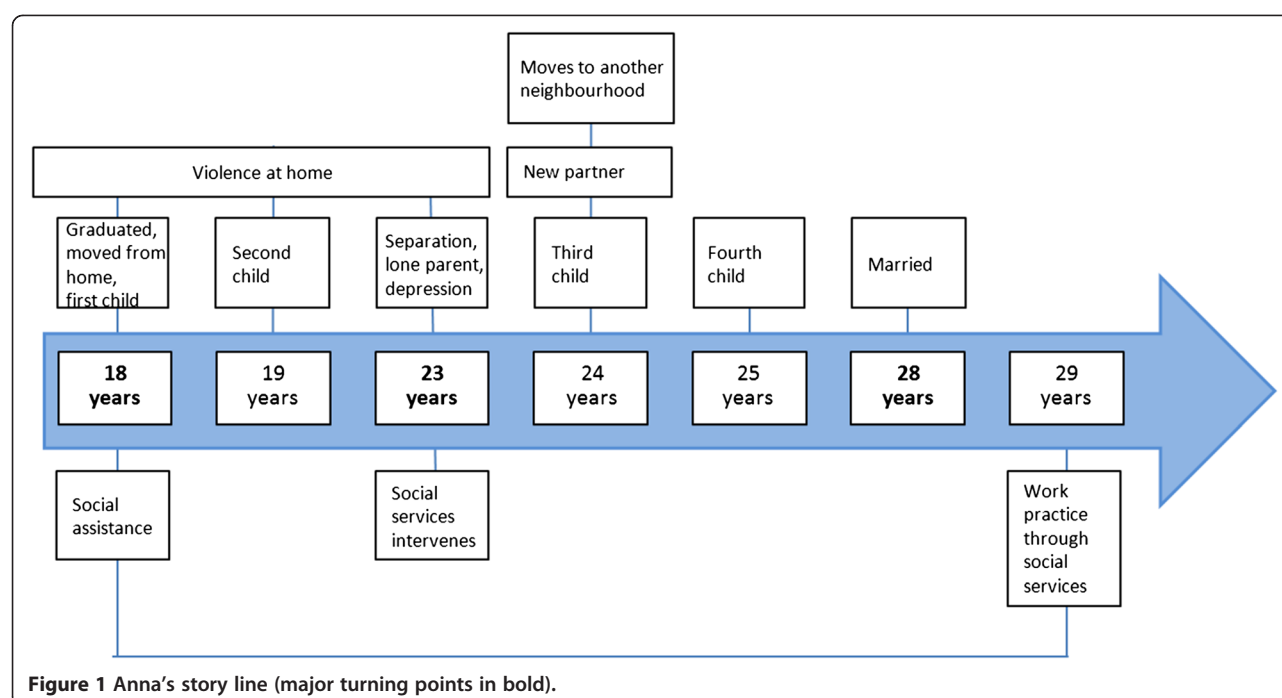 Moves to another
neighbourhood
Violence at home
New partner
Graduated,
moved from
home,
first child
Second
child
Separation,
lone parent,
depression
Third
child
Fourth
child
Married
18
years
19
years
23
years
24
years
25
years
28
years
29
years
Social
assistance
Social
services
intervenes
Work
practice
through
social
services
Figure 1 Anna's story line (major turning points in bold).